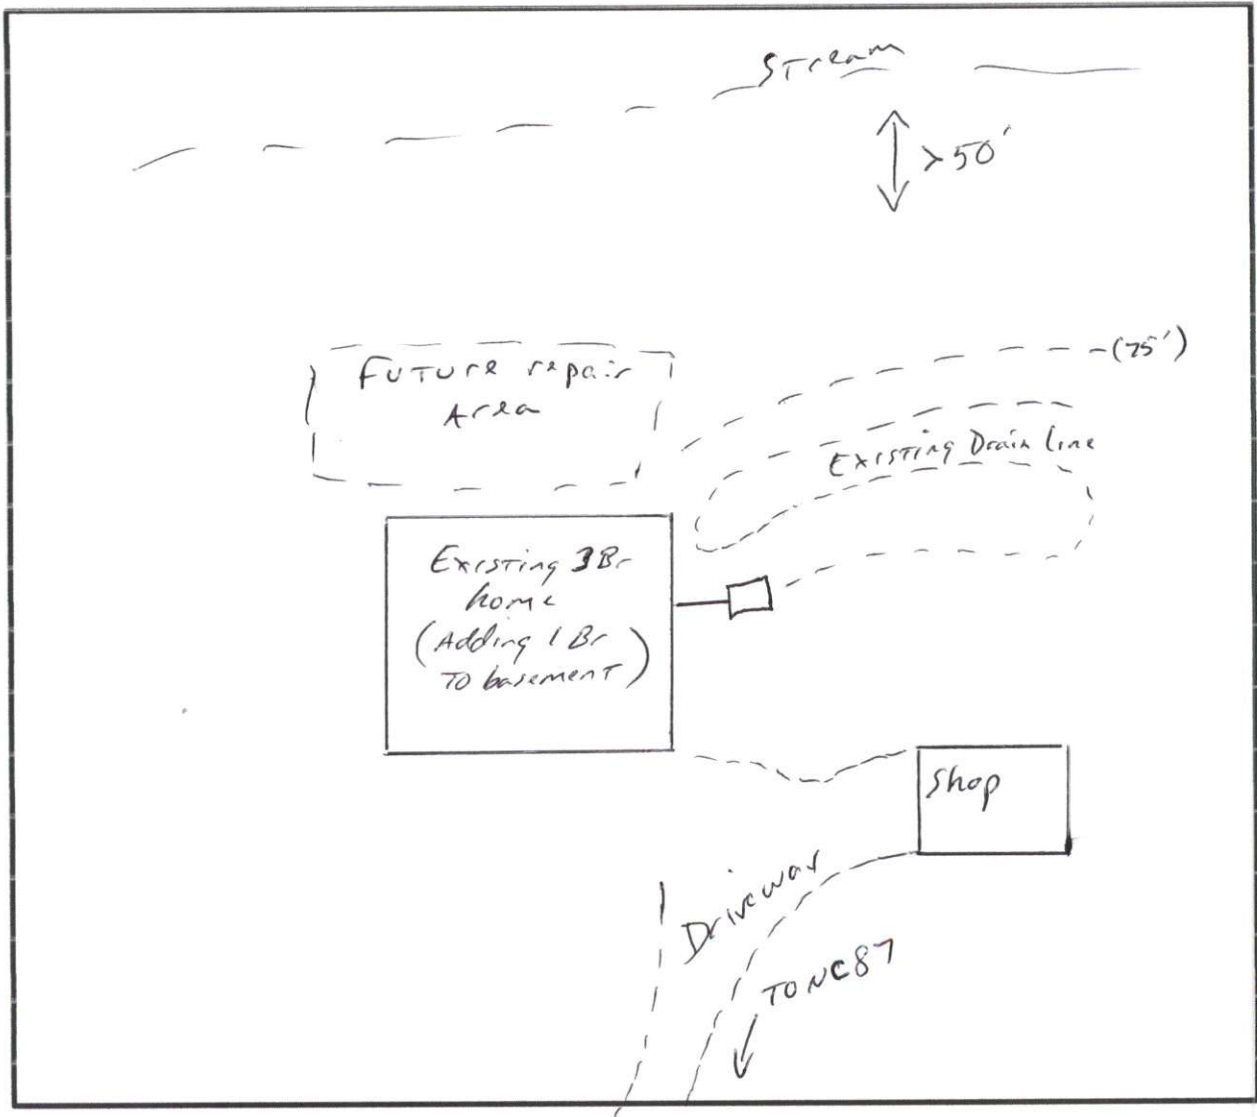 Stream
> 50'
Future repair
Area
- (75')
Existing Drain Line
Existing 3Br
home
(Adding 1 Br
To basement)
Shop
Driveway
TO NC87